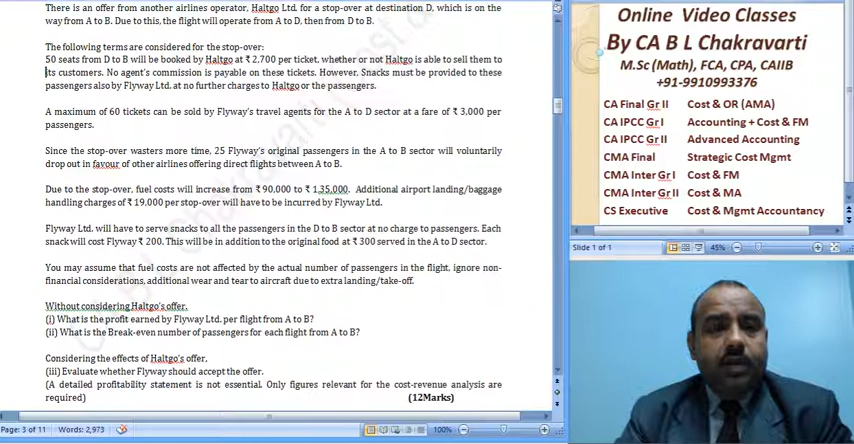 There is an offer from another airlines operator, Haltgo Ltd. for a stop-over at destination D, which is on the
way from A to B. Due to this, the flight will operate from A to D, then from D to B.
The following terms are considered for the stop-over:
50 seats from D to B will be booked by Haltgo at ₹ 2,700 per ticket, whether or not Haltgo is able to sell them to
its customers. No agent's commission is payable on these tickets. However. Snacks must be provided to these
passengers also by Flyway Ltd. at no further charges to Haltgo or the passengers.
A maximum of 60 tickets can be sold by Flyway's travel agents for the A to D sector at a fare of ₹ 3,000 per
passengers.
Since the stop-over wasters more time, 25 Flyway's original passengers in the A to B sector will voluntarily
drop out in favour of other airlines offering direct flights between A to B.
Due to the stop-over, fuel costs will increase from ₹ 90,000 to ₹ 1,35,000. Additional airport landing/baggage
handling charges of ₹ 19,000 per stop-over will have to be incurred by Flyway Ltd.
Flyway Ltd. will have to serve snacks to all the passengers in the D to B sector at no charge to passengers. Each
snack will cost Flyway ₹ 200. This will be in addition to the original food at ₹ 300 served in the A to D sector.
You may assume that fuel costs are not affected by the actual number of passengers in the flight, ignore non-
financial considerations, additional wear and tear to aircraft due to extra landing/take-off.
Without considering Haltgo's offer.
(i) What is the profit earned by Flyway Ltd. per flight from A to B?
(ii) What is the Break-even number of passengers for each flight from A to B?
Considering the effects of Haltgo's offer.
(iii) Evaluate whether Flyway should accept the offer.
(A detailed profitability statement is not essential. Only figures relevant for the cost-revenue analysis are
required) (12Marks)
Page: 3 of 11 Words: 2,973 100%
Online Video Classes
By CA B L Chakravarti
M.Sc (Math), FCA, CPA, CAIIB
+91-9910993376
CA Final Gr II Cost & OR (AMA)
CA IPCC Gr I Accounting + Cost & FM
CA IPCC Gr II Advanced Accounting
CMA Final Strategic Cost Mgmt
CMA Inter Gr I Cost & FM
CMA Inter Gr II Cost & MA
CS Executive Cost & Mgmt Accountancy
Slide 1 of 1 45%